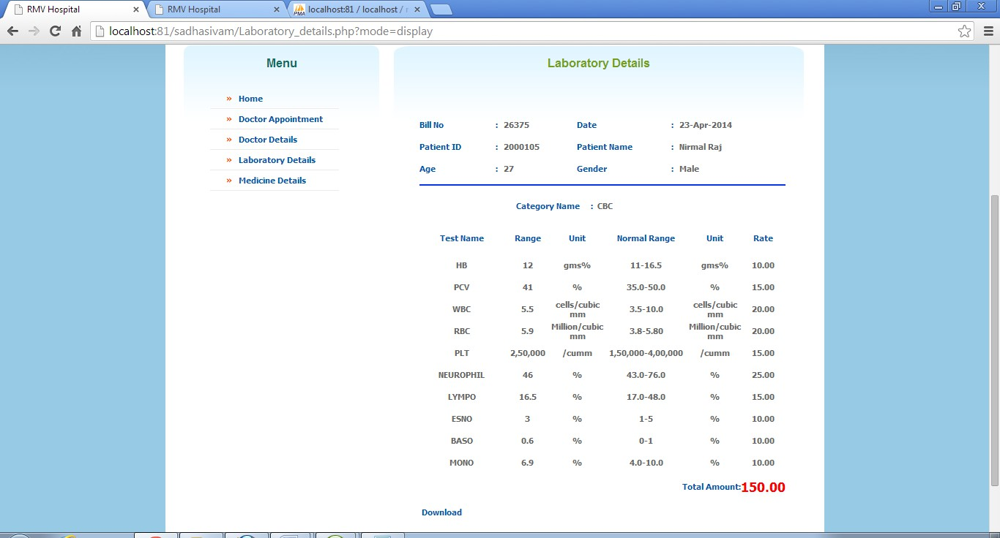 RMV Hospital
RMV Hospital
localhost:81 / localhost /
localhost:81/sadhasivam/Laboratory_details.php?mode=display
Menu
» Home
» Doctor Appointment
» Doctor Details
» Laboratory Details
» Medicine Details
Laboratory Details
Bill No : 26375 Date : 23-Apr-2014
Patient ID : 2000105 Patient Name : Nirmal Raj
Age : 27 Gender : Male
Category Name : CBC
Test Name Range Unit Normal Range Unit Rate
HB 12 gms% 11-16.5 gms% 10.00
PCV 41 % 35.0-50.0 % 15.00
WBC 5.5 cells/cubic mm 3.5-10.0 cells/cubic mm 20.00
RBC 5.9 Million/cubic mm 3.8-5.80 Million/cubic mm 20.00
PLT 2,50,000 /cumm 1,50,000-4,00,000 /cumm 15.00
NEUROPHIL 46 % 43.0-76.0 % 25.00
LYMPO 16.5 % 17.0-48.0 % 15.00
ESNO 3 % 1-5 % 10.00
BASO 0.6 % 0-1 % 10.00
MONO 6.9 % 4.0-10.0 % 10.00
Total Amount:150.00
Download